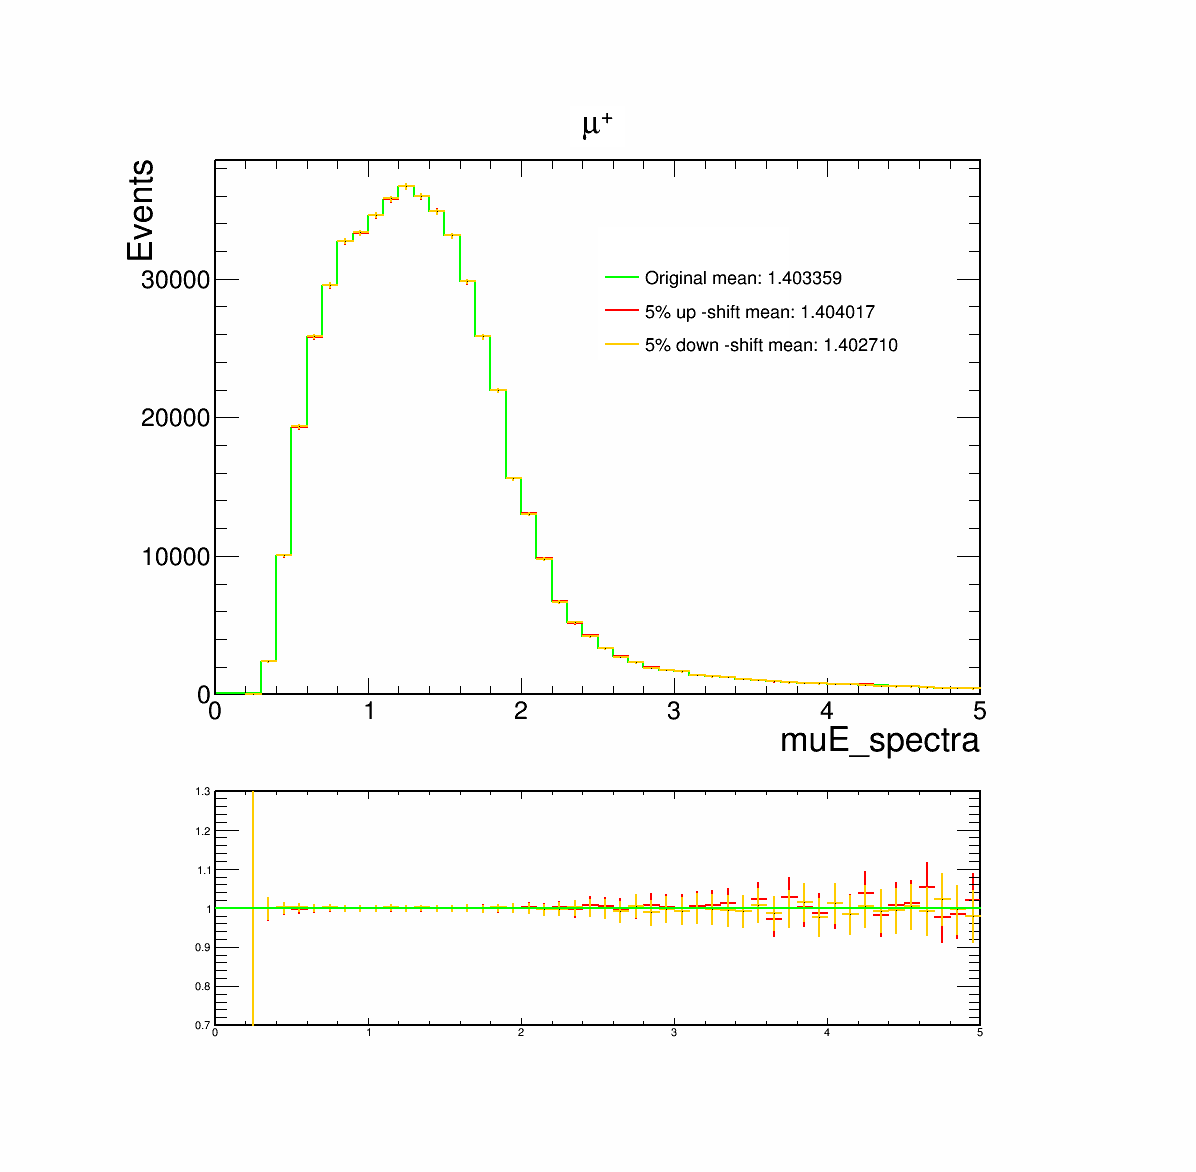 μ⁺
Events
30000
20000
10000
0
0 1 2 3 4 5
muE_spectra
Original mean: 1.403359
5% up -shift mean: 1.404017
5% down -shift mean: 1.402710
1.3
1.2
1.1
1
0.9
0.8
0.7
0 1 2 3 4 5